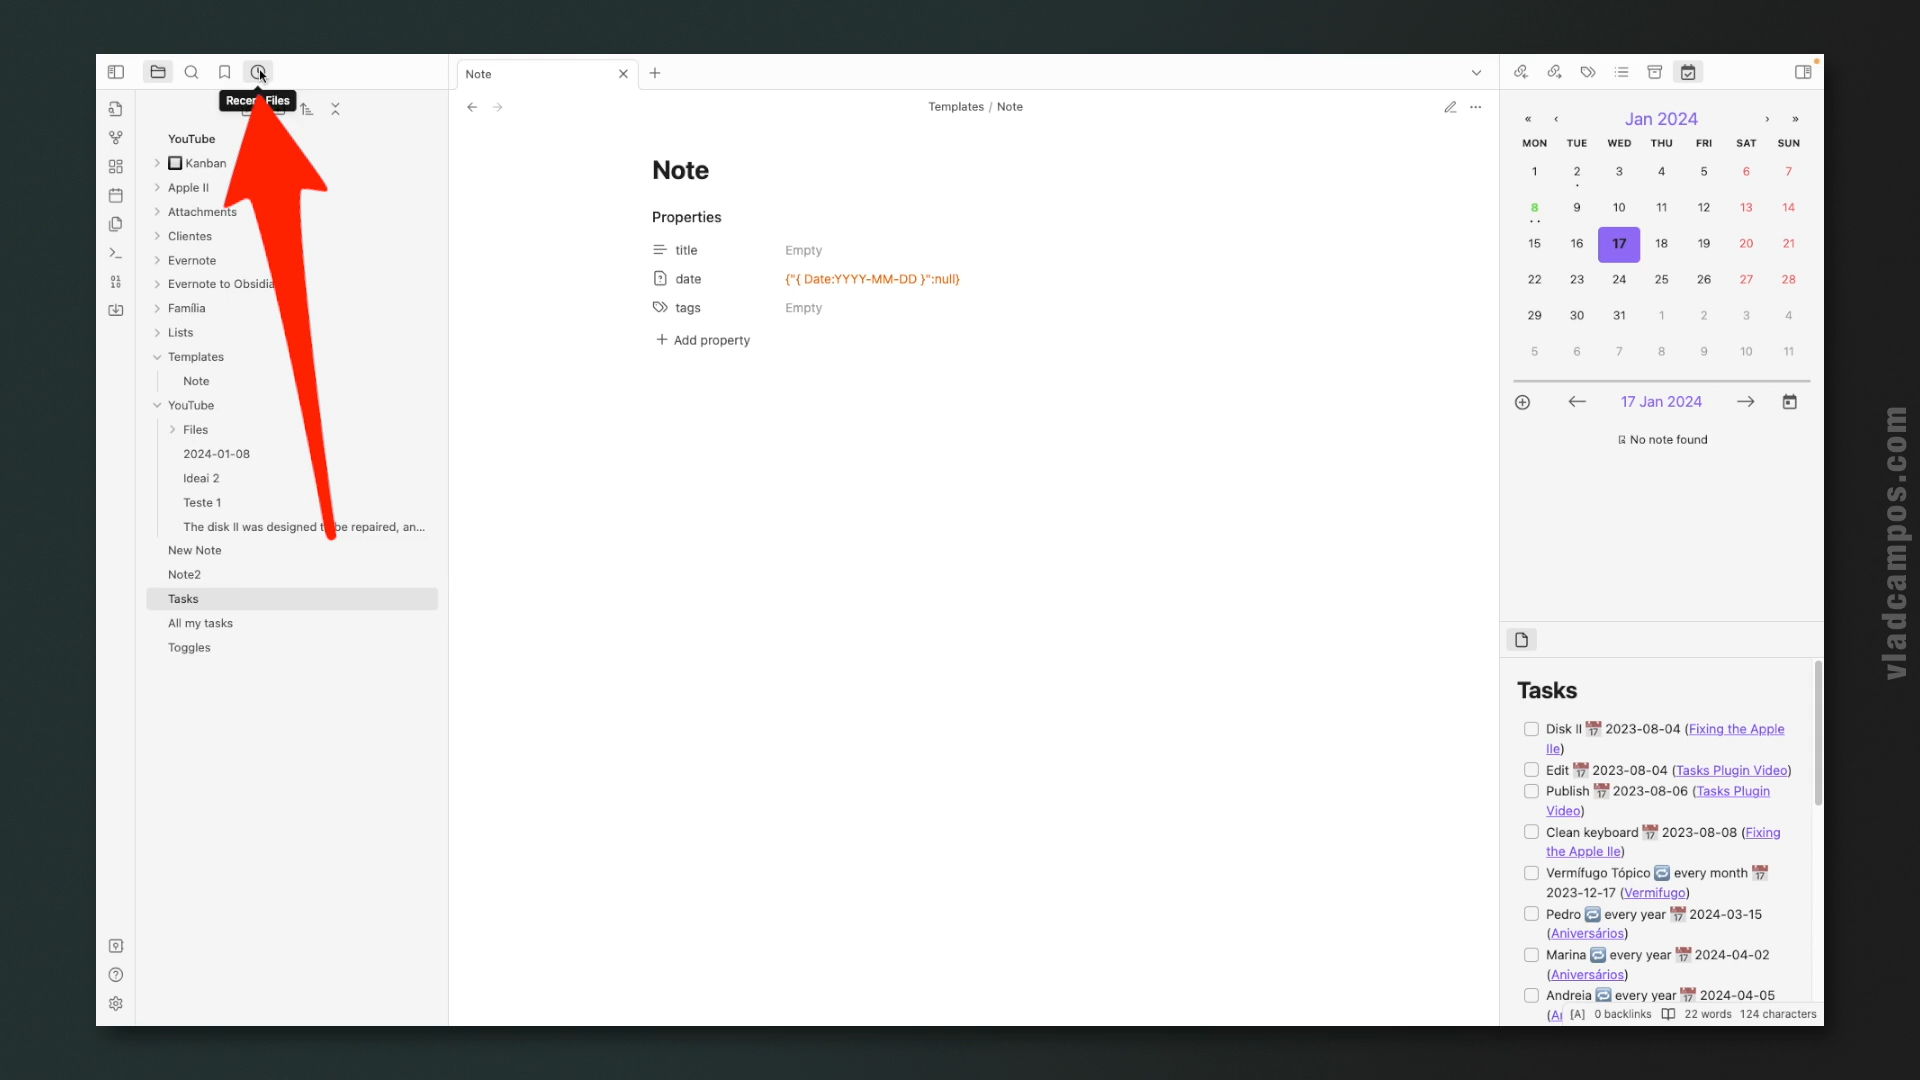 Note
Recent Files
YouTube
Kanban
Apple II
Attachments
Clientes
Evernote
Evernote to Obsidia
Família
Lists
Templates
Note
YouTube
Files
2024-01-08
Ideai 2
Teste 1
The disk II was designed to be repaired, an...
New Note
Note2
Tasks
All my tasks
Toggles
Templates / Note
Note
Properties
title Empty
date {"{ Date:YYYY-MM-DD }":null}
tags Empty
Add property
« ‹ Jan 2024 › »
MON TUE WED THU FRI SAT SUN
1 2 3 4 5 6 7
8 9 10 11 12 13 14
15 16 17 18 19 20 21
22 23 24 25 26 27 28
29 30 31 1 2 3 4
5 6 7 8 9 10 11
17 Jan 2024
No note found
Tasks
Disk II 📅 2023-08-04 (Fixing the Apple
IIe)
Edit 📅 2023-08-04 (Tasks Plugin Video)
Publish 📅 2023-08-06 (Tasks Plugin
Video)
Clean keyboard 📅 2023-08-08 (Fixing
the Apple IIe)
Vermífugo Tópico 🔁 every month 📅
2023-12-17 (Vermifugo)
Pedro 🔁 every year 📅 2024-03-15
(Aniversários)
Marina 🔁 every year 📅 2024-04-02
(Aniversários)
Andreia 🔁 every year 📅 2024-04-05
[A] 0 backlinks 22 words 124 characters
vladcampos.com